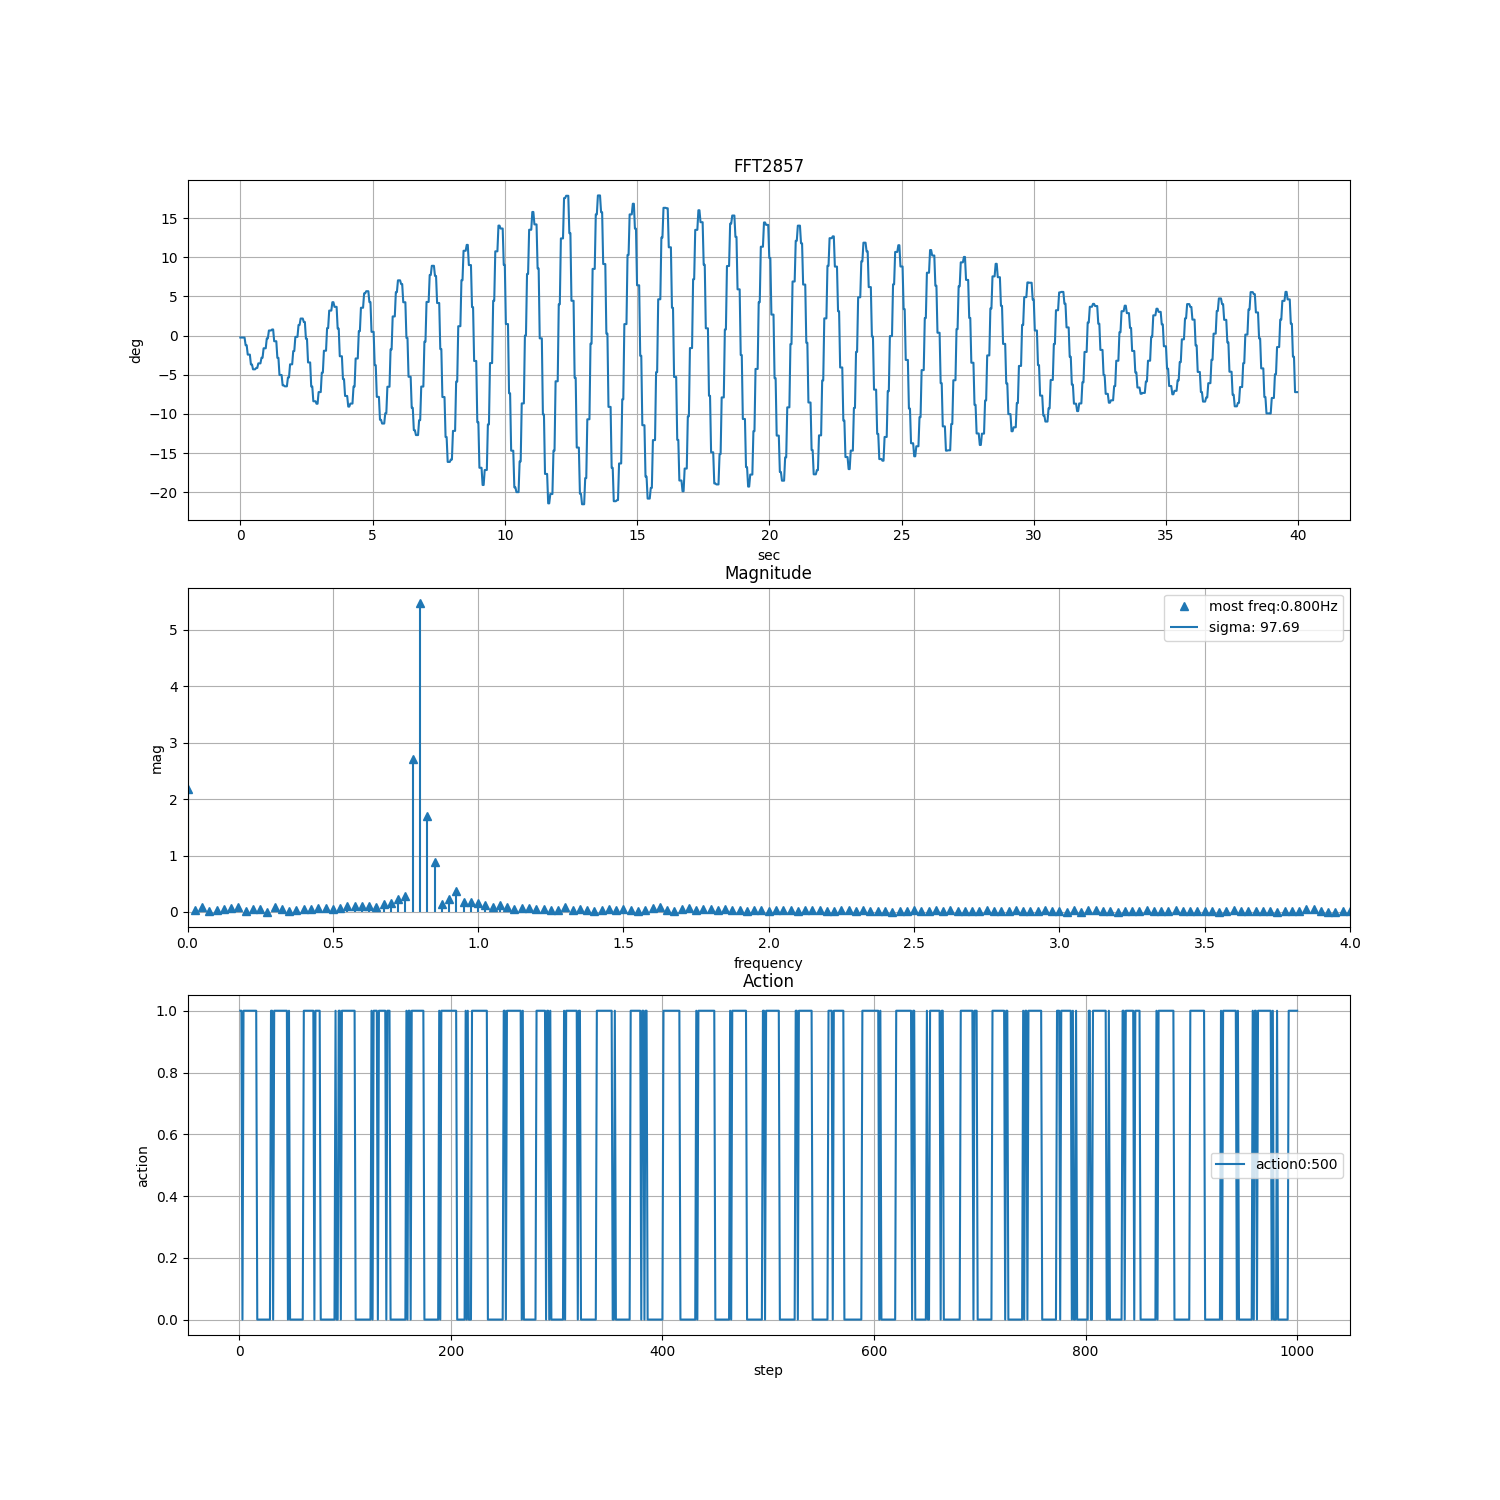 FFT2857
15
10
5
0
−5
−10
−15
−20
deg
0 5 10 15 20 25 30 35 40
sec
Magnitude
most freq:0.800Hz
sigma: 97.69
5
4
3
2
1
0
mag
0.0 0.5 1.0 1.5 2.0 2.5 3.0 3.5 4.0
frequency
Action
1.0
0.8
0.6
0.4
0.2
0.0
action
action0:500
0 200 400 600 800 1000
step